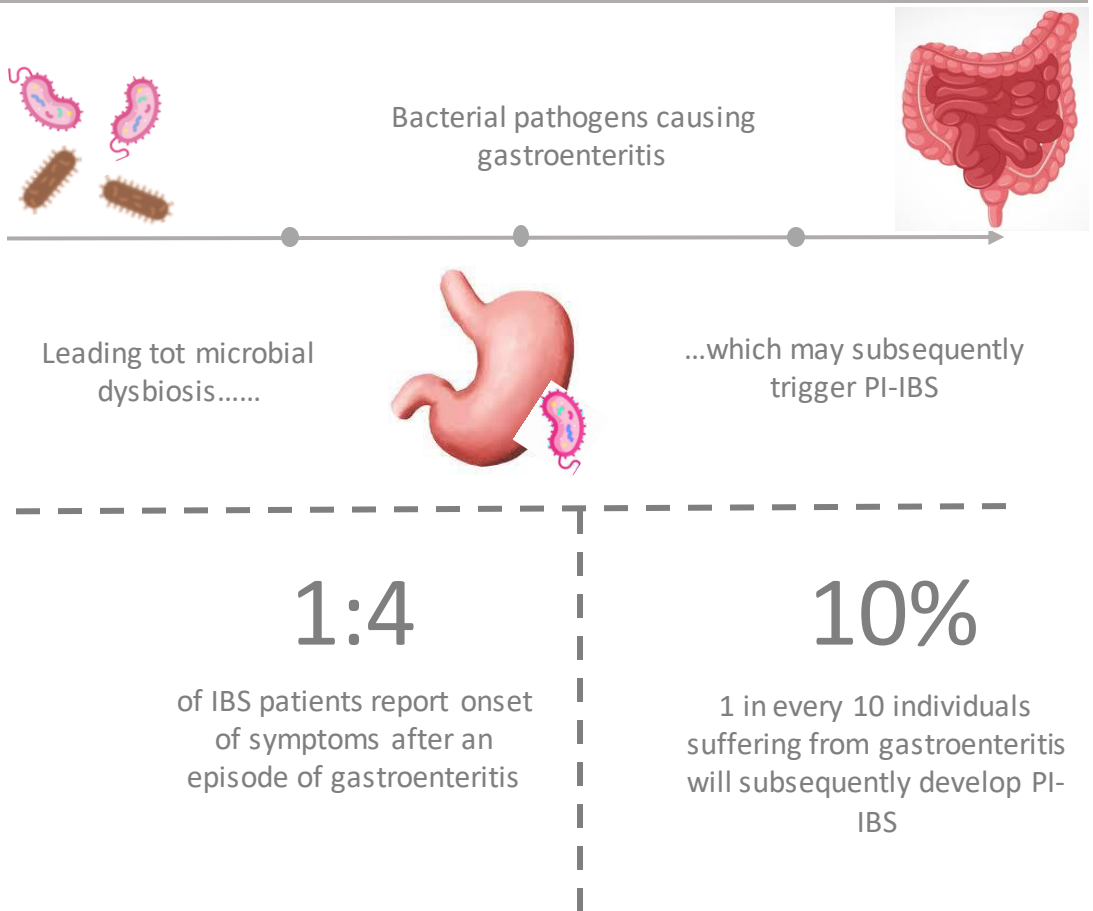 Bacterial pathogens causing
gastroenteritis
Leading tot microbial
dysbiosis......
...which may subsequently
trigger PI-IBS
1:4
of IBS patients report onset
of symptoms after an
episode of gastroenteritis
10%
1 in every 10 individuals
suffering from gastroenteritis
will subsequently develop PI-
IBS